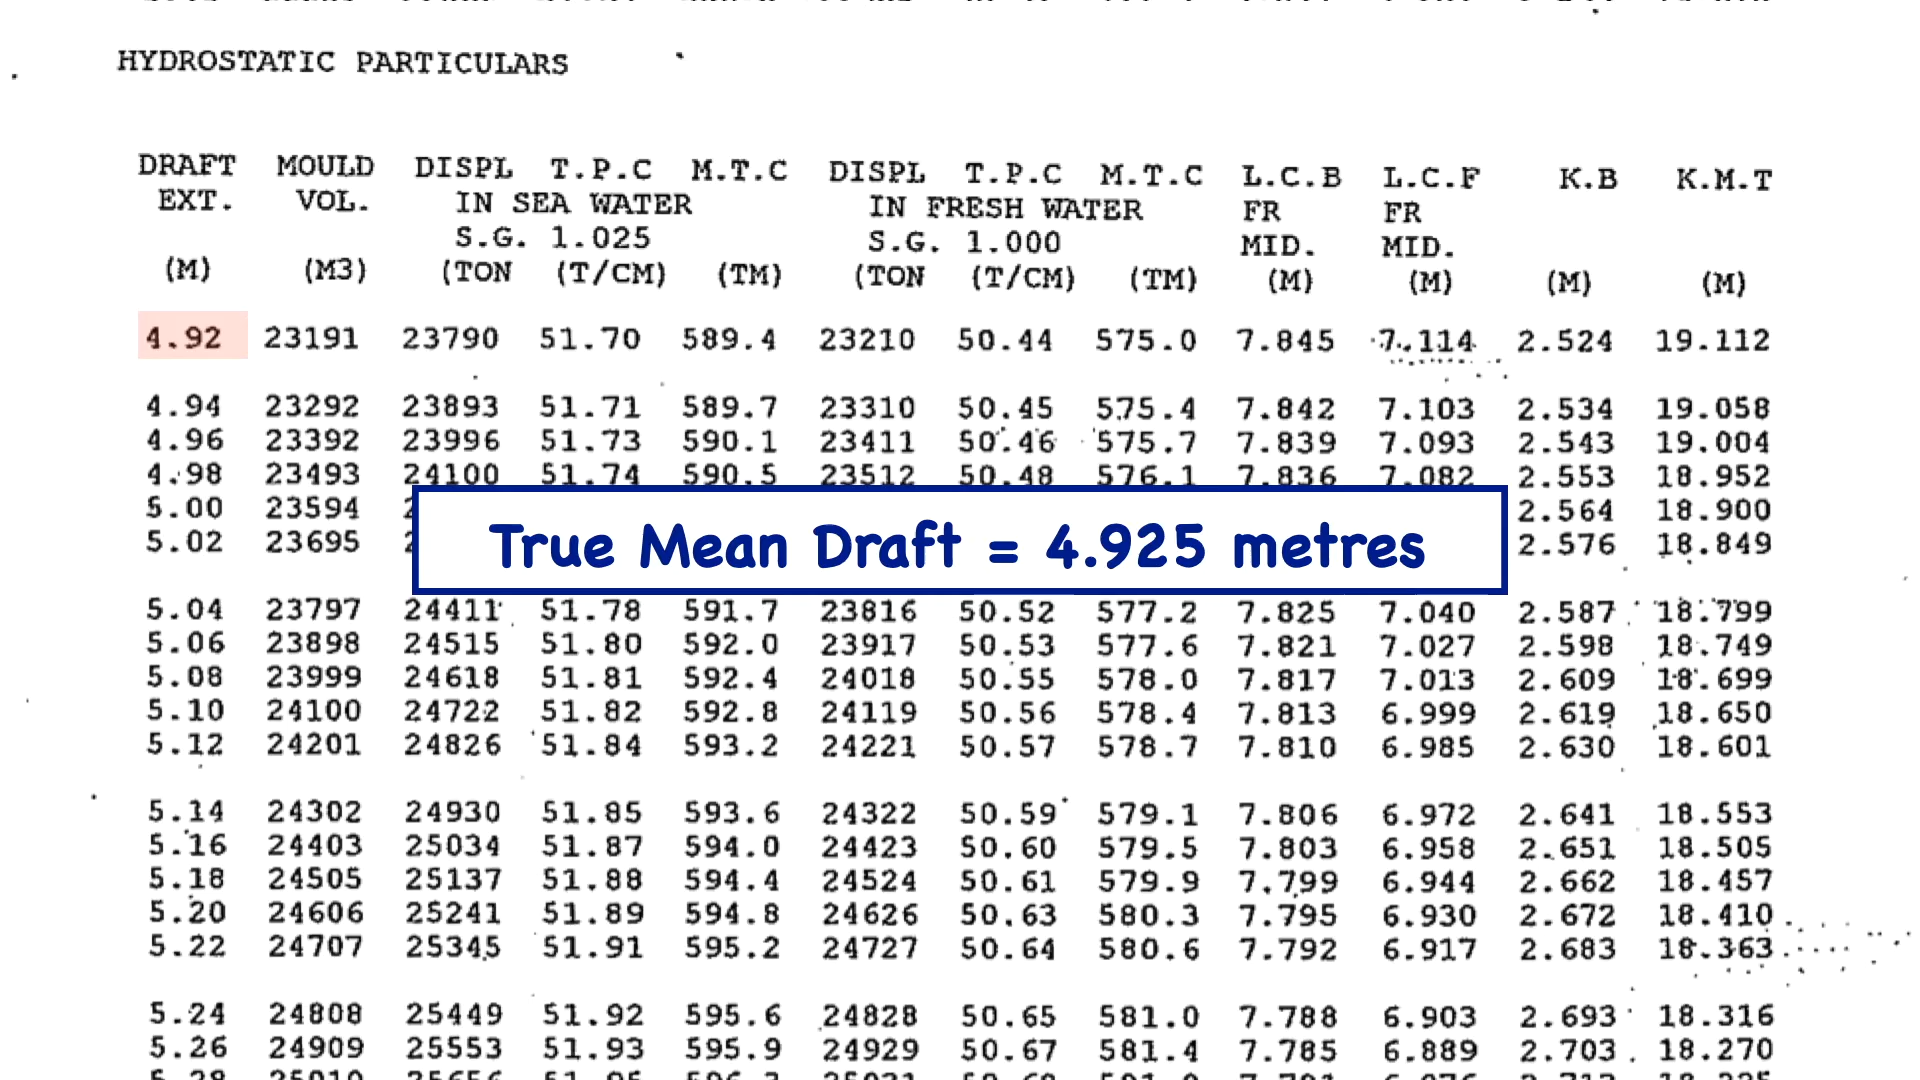 HYDROSTATIC PARTICULARS
DRAFT MOULD DISPL T.P.C M.T.C DISPL T.P.C M.T.C L.C.B L.C.F K.B K.M.T
EXT. VOL. IN SEA WATER IN FRESH WATER FR FR
S.G. 1.025 S.G. 1.000 MID. MID.
(M) (M3) (TON (T/CM) (TM) (TON (T/CM) (TM) (M) (M) (M) (M)
4.92 23191 23790 51.70 589.4 23210 50.44 575.0 7.845 7.114 2.524 19.112
4.94 23292 23893 51.71 589.7 23310 50.45 575.4 7.842 7.103 2.534 19.058
4.96 23392 23996 51.73 590.1 23411 50.46 575.7 7.839 7.093 2.543 19.004
4.98 23493 24100 51.74 590.5 23512 50.48 576.1 7.836 7.082 2.553 18.952
5.00 23594 2.564 18.900
5.02 23695 2.576 18.849
True Mean Draft = 4.925 metres
5.04 23797 24411 51.78 591.7 23816 50.52 577.2 7.825 7.040 2.587 18.799
5.06 23898 24515 51.80 592.0 23917 50.53 577.6 7.821 7.027 2.598 18.749
5.08 23999 24618 51.81 592.4 24018 50.55 578.0 7.817 7.013 2.609 18.699
5.10 24100 24722 51.82 592.8 24119 50.56 578.4 7.813 6.999 2.619 18.650
5.12 24201 24826 51.84 593.2 24221 50.57 578.7 7.810 6.985 2.630 18.601
5.14 24302 24930 51.85 593.6 24322 50.59 579.1 7.806 6.972 2.641 18.553
5.16 24403 25034 51.87 594.0 24423 50.60 579.5 7.803 6.958 2.651 18.505
5.18 24505 25137 51.88 594.4 24524 50.61 579.9 7.799 6.944 2.662 18.457
5.20 24606 25241 51.89 594.8 24626 50.63 580.3 7.795 6.930 2.672 18.410
5.22 24707 25345 51.91 595.2 24727 50.64 580.6 7.792 6.917 2.683 18.363
5.24 24808 25449 51.92 595.6 24828 50.65 581.0 7.788 6.903 2.693 18.316
5.26 24909 25553 51.93 595.9 24929 50.67 581.4 7.785 6.889 2.703 18.270